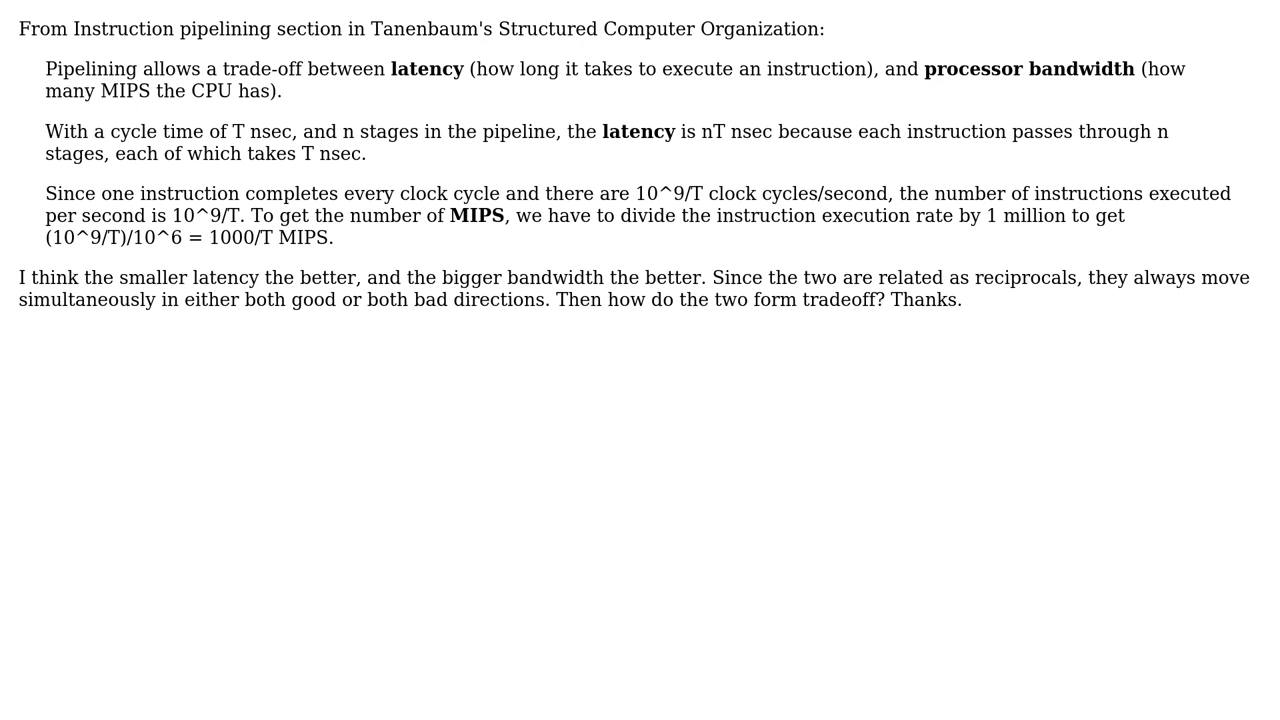 From Instruction pipelining section in Tanenbaum's Structured Computer Organization:
Pipelining allows a trade-off between latency (how long it takes to execute an instruction), and processor bandwidth (how
many MIPS the CPU has).
With a cycle time of T nsec, and n stages in the pipeline, the latency is nT nsec because each instruction passes through n
stages, each of which takes T nsec.
Since one instruction completes every clock cycle and there are 10^9/T clock cycles/second, the number of instructions executed
per second is 10^9/T. To get the number of MIPS, we have to divide the instruction execution rate by 1 million to get
(10^9/T)/10^6 = 1000/T MIPS.
I think the smaller latency the better, and the bigger bandwidth the better. Since the two are related as reciprocals, they always move
simultaneously in either both good or both bad directions. Then how do the two form tradeoff? Thanks.